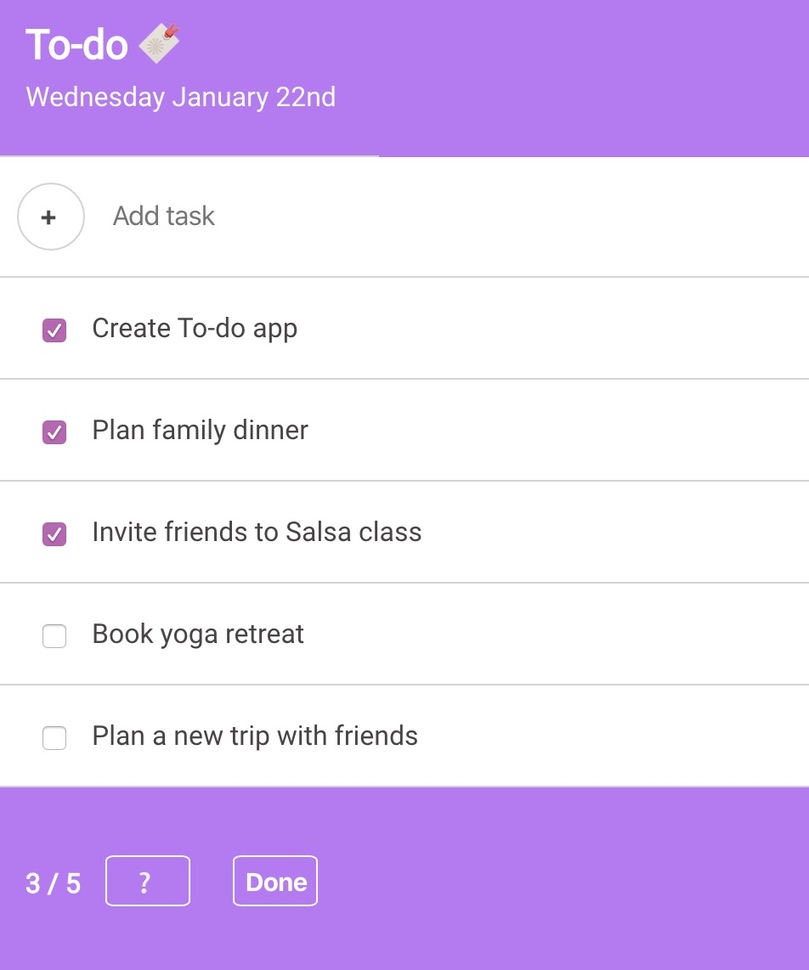 To-do
Wednesday January 22nd
+ Add task
Create To-do app
Plan family dinner
Invite friends to Salsa class
Book yoga retreat
Plan a new trip with friends
3 / 5 ? Done